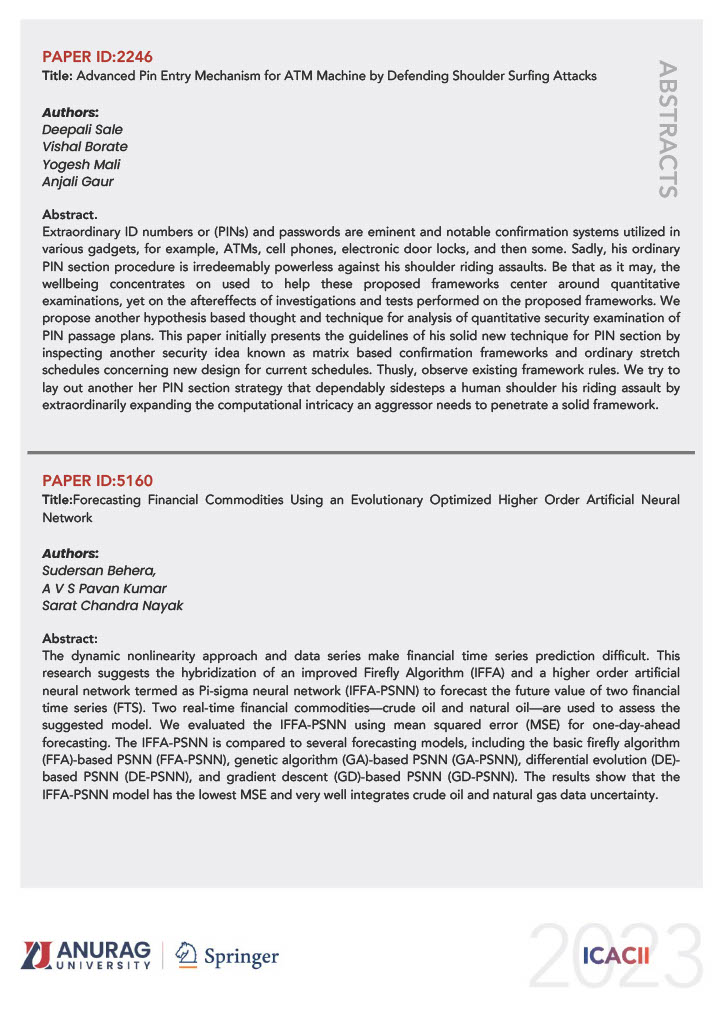 PAPER ID:2246
Title: Advanced Pin Entry Mechanism for ATM Machine by Defending Shoulder Surfing Attacks
ABSTRACTS
Authors:
Deepali Sale
Vishal Borate
Yogesh Mali
Anjali Gaur
Abstract.
Extraordinary ID numbers or (PINs) and passwords are eminent and notable confirmation systems utilized in
various gadgets, for example, ATMs, cell phones, electronic door locks, and then some. Sadly, his ordinary
PIN section procedure is irredeemably powerless against his shoulder riding assaults. Be that as it may, the
wellbeing concentrates on used to help these proposed frameworks center around quantitative
examinations, yet on the aftereffects of investigations and tests performed on the proposed frameworks. We
propose another hypothesis based thought and technique for analysis of quantitative security examination of
PIN passage plans. This paper initially presents the guidelines of his solid new technique for PIN section by
inspecting another security idea known as matrix based confirmation frameworks and ordinary stretch
schedules concerning new design for current schedules. Thusly, observe existing framework rules. We try to
lay out another her PIN section strategy that dependably sidesteps a human shoulder his riding assault by
extraordinarily expanding the computational intricacy an aggressor needs to penetrate a solid framework.
PAPER ID:5160
Title:Forecasting Financial Commodities Using an Evolutionary Optimized Higher Order Artificial Neural
Network
Authors:
Sudersan Behera,
A V S Pavan Kumar
Sarat Chandra Nayak
Abstract:
The dynamic nonlinearity approach and data series make financial time series prediction difficult. This
research suggests the hybridization of an improved Firefly Algorithm (IFFA) and a higher order artificial
neural network termed as Pi-sigma neural network (IFFA-PSNN) to forecast the future value of two financial
time series (FTS). Two real-time financial commodities—crude oil and natural oil—are used to assess the
suggested model. We evaluated the IFFA-PSNN using mean squared error (MSE) for one-day-ahead
forecasting. The IFFA-PSNN is compared to several forecasting models, including the basic firefly algorithm
(FFA)-based PSNN (FFA-PSNN), genetic algorithm (GA)-based PSNN (GA-PSNN), differential evolution (DE)-
based PSNN (DE-PSNN), and gradient descent (GD)-based PSNN (GD-PSNN). The results show that the
IFFA-PSNN model has the lowest MSE and very well integrates crude oil and natural gas data uncertainty.
ANURAG
UNIVERSITY
Springer
2023
ICACII